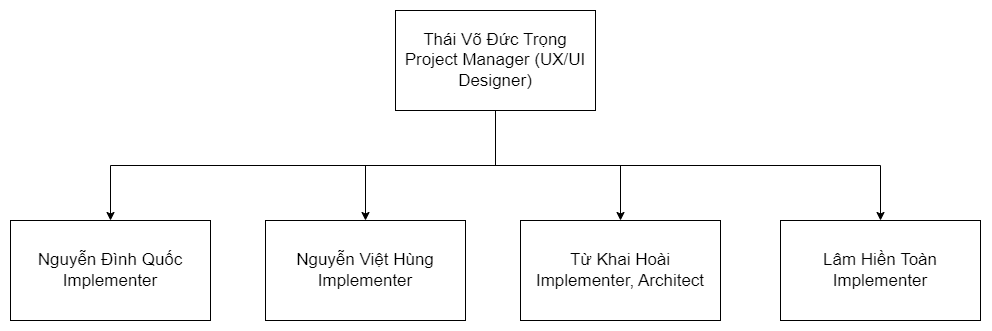 Thái Võ Đức Trọng
Project Manager (UX/UI
Designer)
Nguyễn Đình Quốc
Implementer
Nguyễn Việt Hùng
Implementer
Từ Khai Hoài
Implementer, Architect
Lâm Hiền Toàn
Implementer